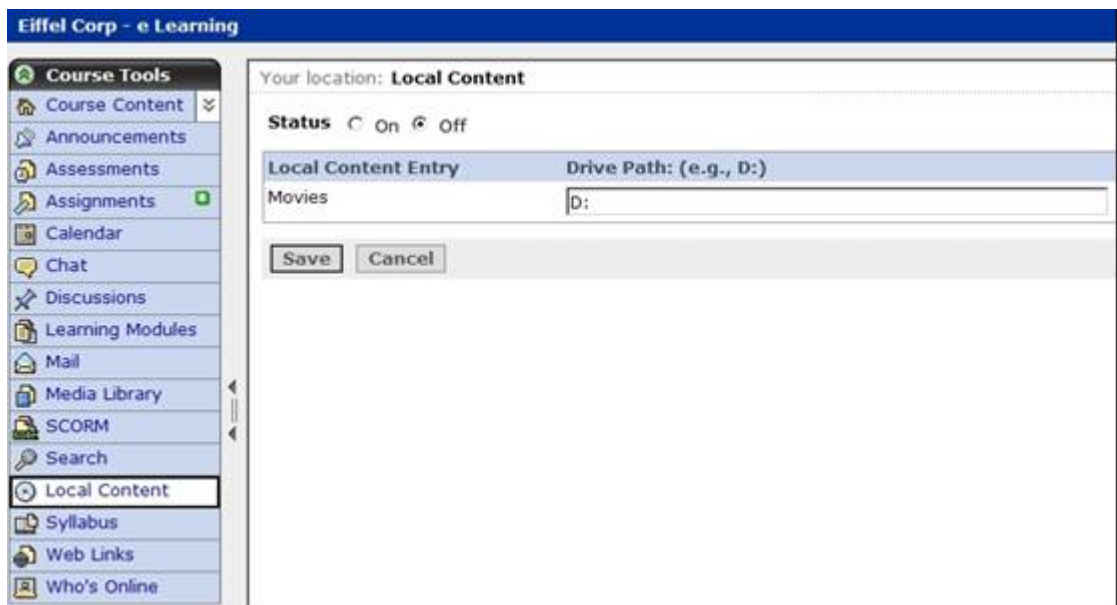 Eiffel Corp - e Learning
Course Tools
Course Content
Announcements
Assessments
Assignments
Calendar
Chat
Discussions
Learning Modules
Mail
Media Library
SCORM
Search
Local Content
Syllabus
Web Links
Who's Online
Your location: Local Content
Status On Off
Local Content Entry Drive Path: (e.g., D:)
Movies D:
Save Cancel